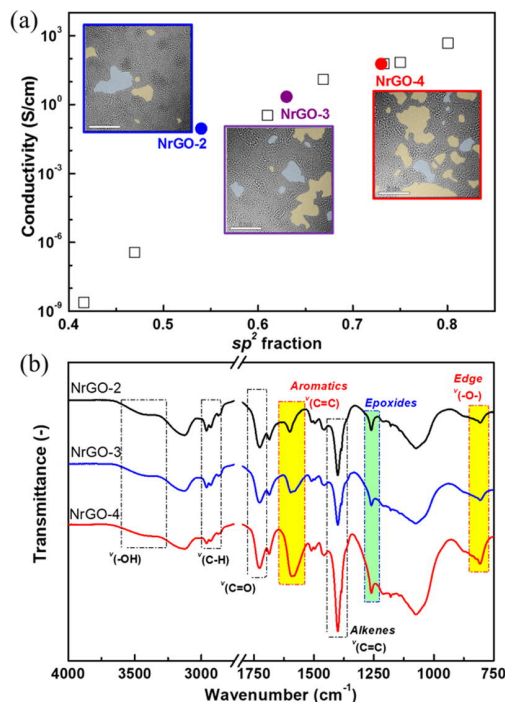 (a)
10³
10⁰
10⁻³
10⁻⁶
10⁻⁹
Conductivity (S/cm)
NrGO-2
NrGO-3
NrGO-4
0.4 0.5 0.6 0.7 0.8
sp² fraction
(b)
NrGO-2
NrGO-3
NrGO-4
Aromatics
ν(C=C)
Epoxides
Edge
ν(-O-)
ν(-OH)
ν(C-H)
ν(C=O)
Alkenes
ν(C=C)
Transmittance (-)
4000 3500 3000 1750 1500 1250 1000 750
Wavenumber (cm⁻¹)